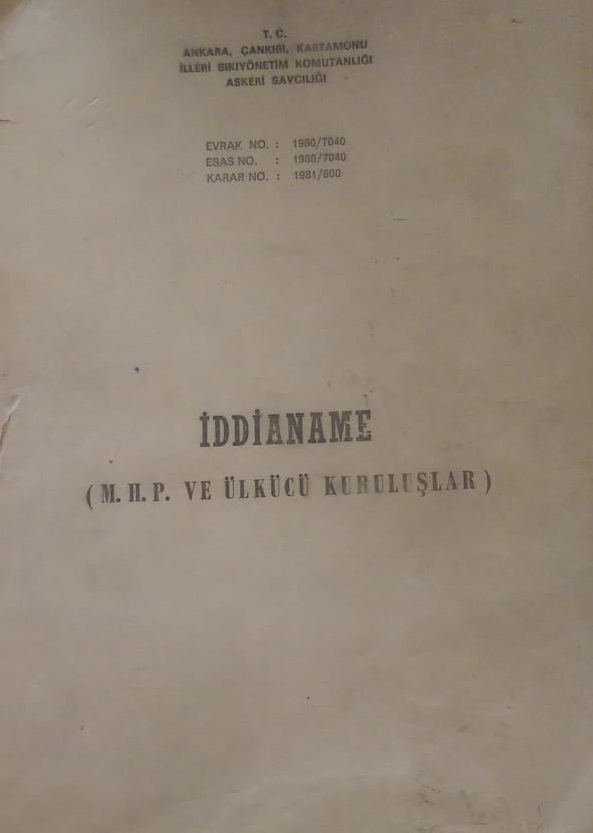 T. C.
ANKARA, ÇANKIRI, KASTAMONU
İLLERİ SIKIYÖNETİM KOMUTANLIĞI
ASKERİ SAVCILIĞI
EVRAK NO. : 1980/7040
ESAS NO. : 1980/7040
KARAR NO. : 1981/600
İDDİANAME
( M. H. P. VE ÜLKÜCÜ KURULUŞLAR )